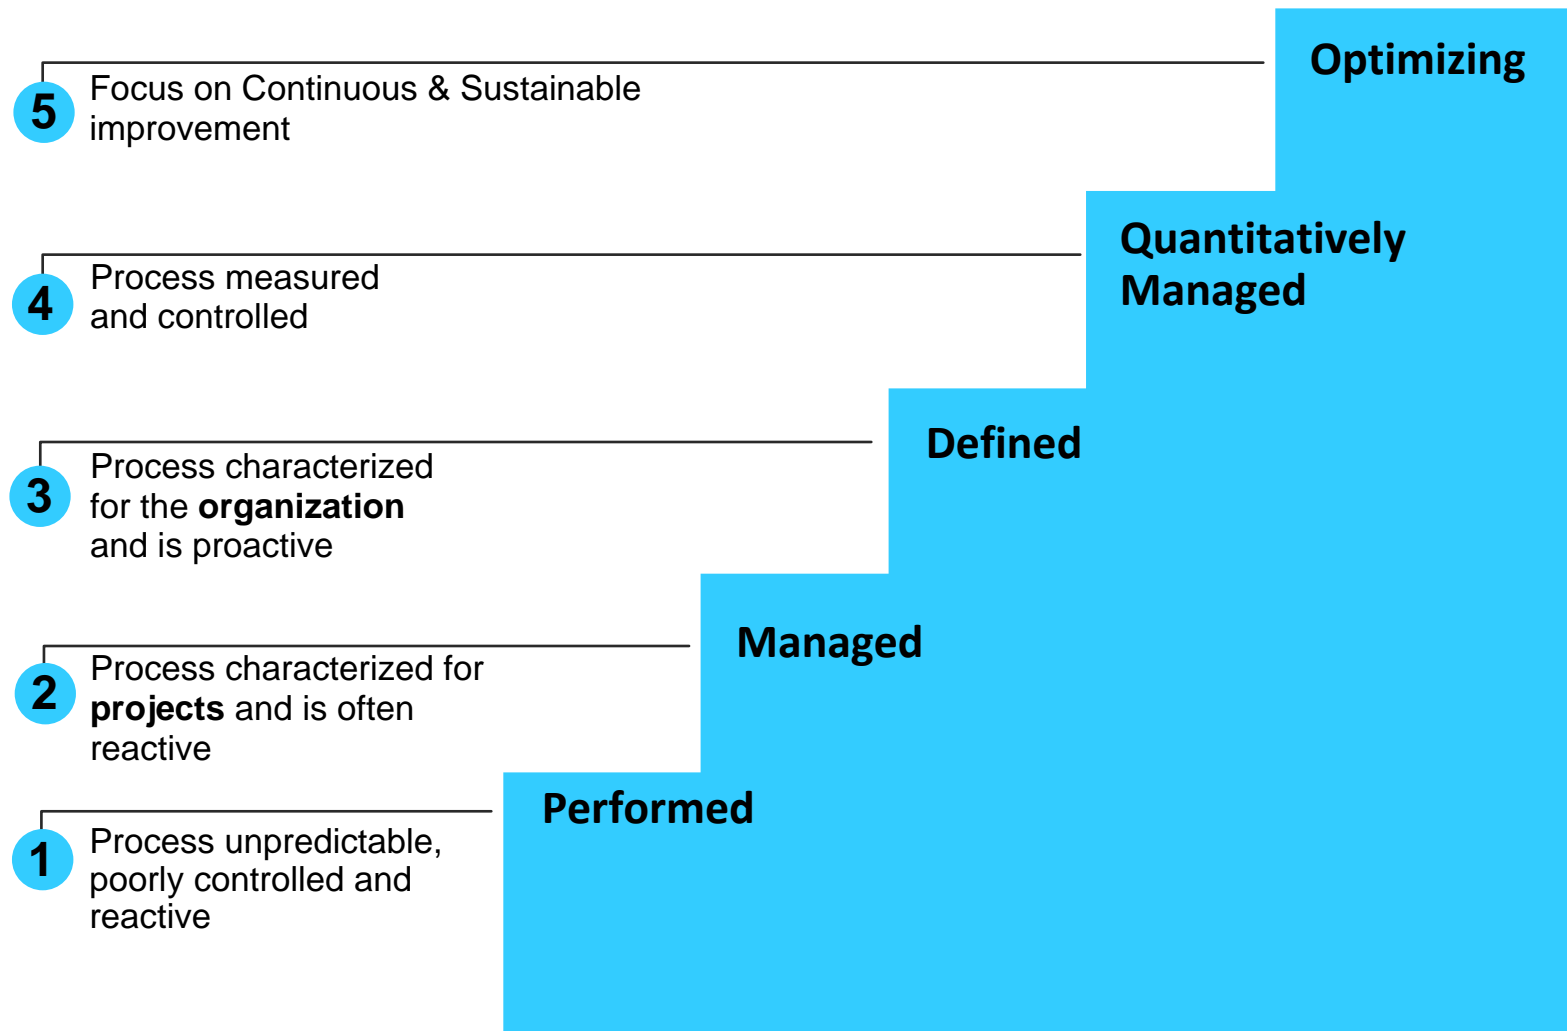 Optimizing
5
Focus on Continuous & Sustainable
improvement
Quantitatively
Managed
4
Process measured
and controlled
Defined
3
Process characterized
for the organization
and is proactive
Managed
2
Process characterized for
projects and is often
reactive
Performed
1
Process unpredictable,
poorly controlled and
reactive